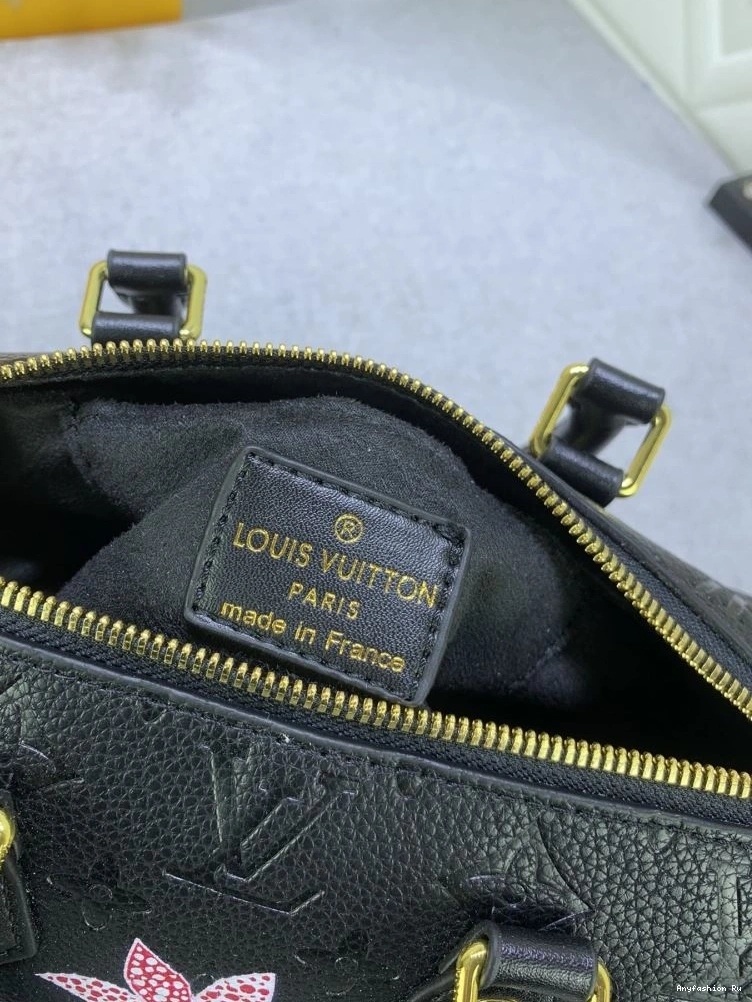 ®
LOUIS VUITTON
PARIS
made in France
LV
Anyfashion Ru